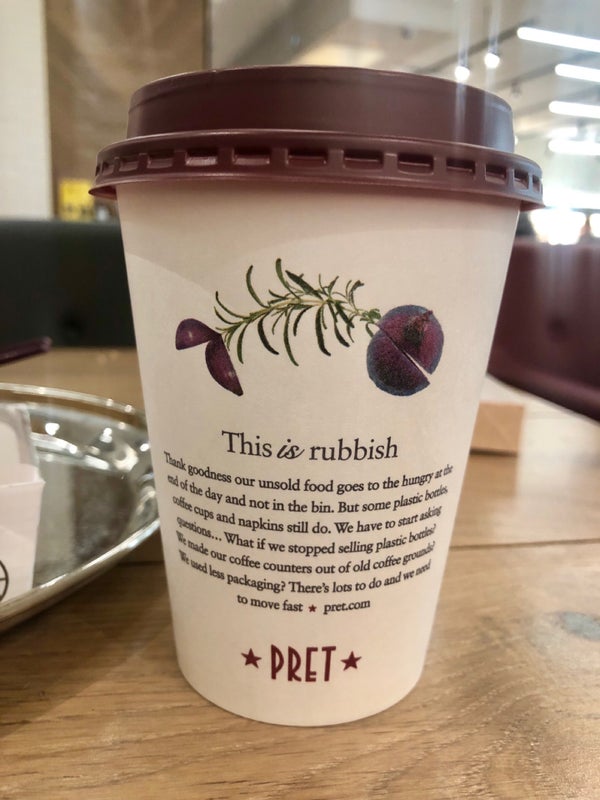 This is rubbish
Thank goodness our unsold food goes to the hungry at the
end of the day and not in the bin. But some plastic bottles,
coffee cups and napkins still do. We have to start asking
questions... What if we stopped selling plastic bottles?
We made our coffee counters out of old coffee grounds?
We used less packaging? There's lots to do and we need
to move fast ★ pret.com
★ PRET ★